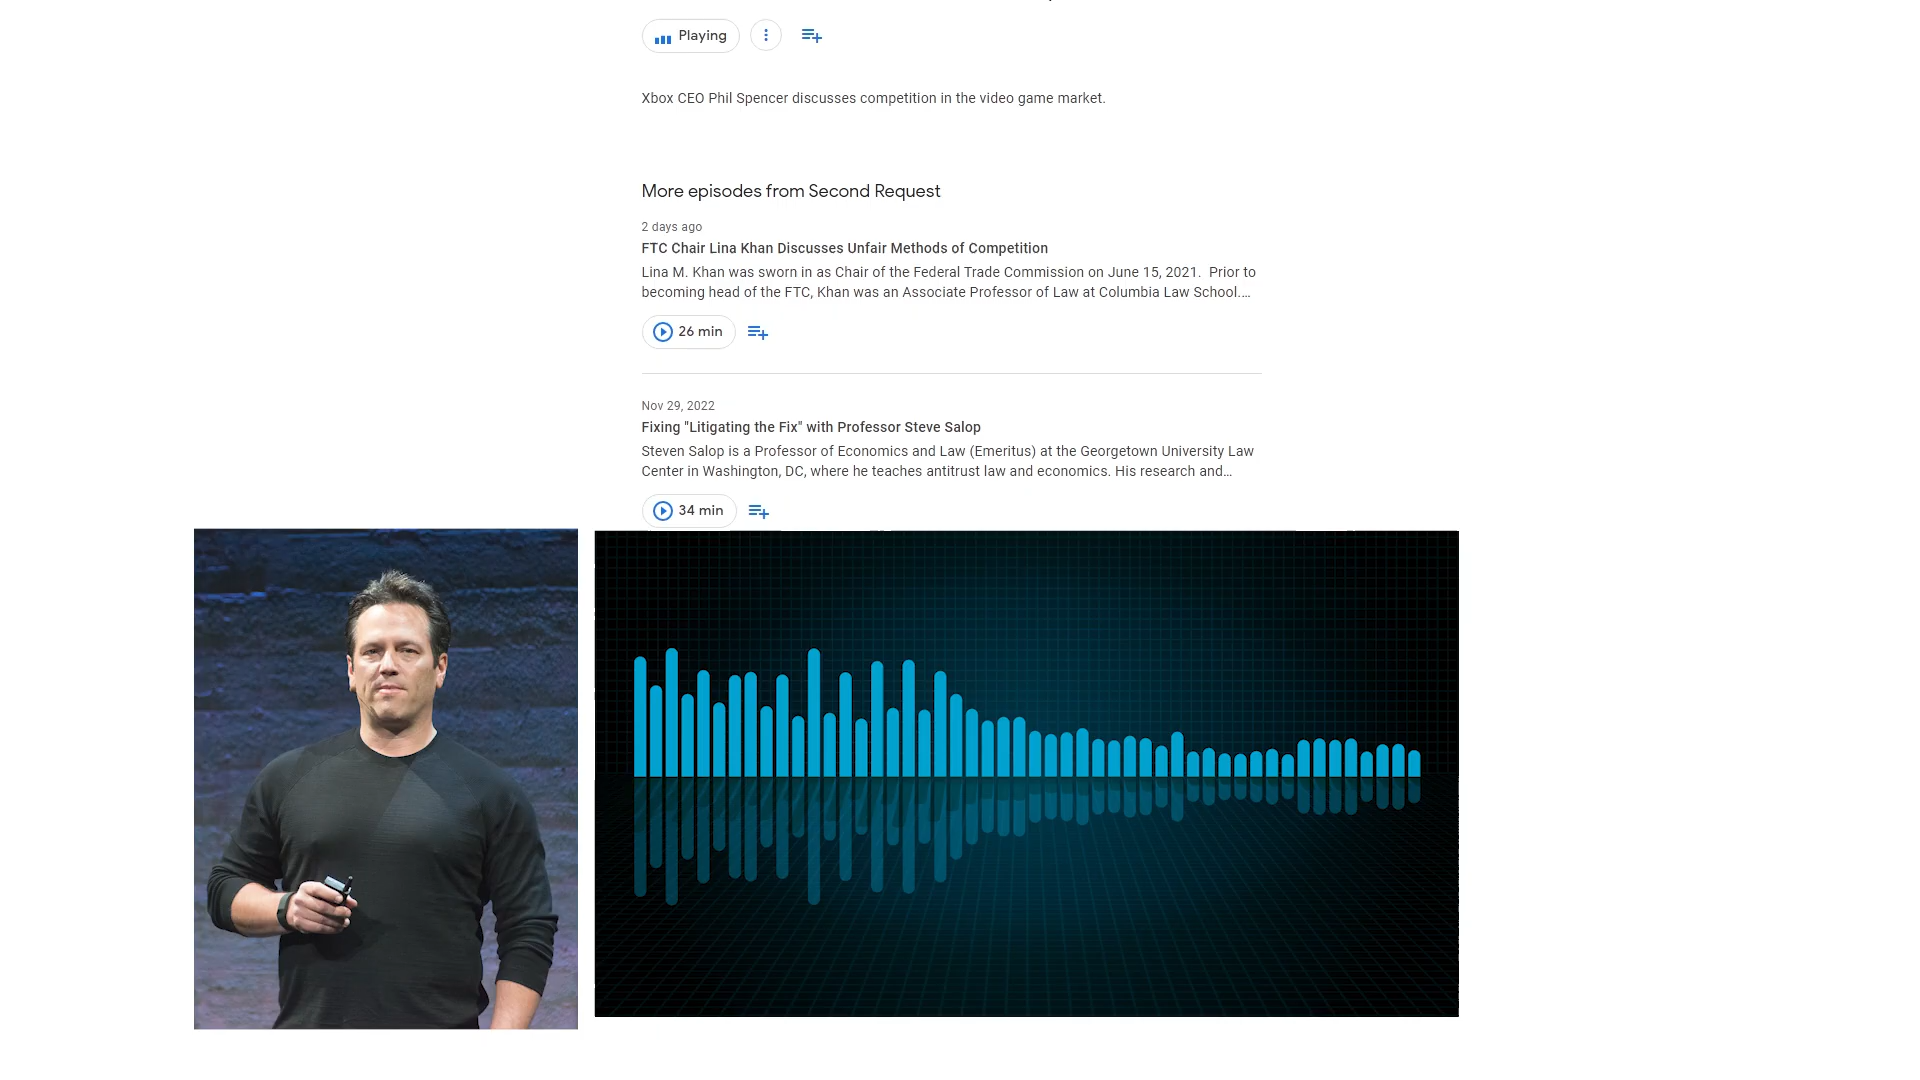 Playing
Xbox CEO Phil Spencer discusses competition in the video game market.
More episodes from Second Request
2 days ago
FTC Chair Lina Khan Discusses Unfair Methods of Competition
Lina M. Khan was sworn in as Chair of the Federal Trade Commission on June 15, 2021.  Prior to
becoming head of the FTC, Khan was an Associate Professor of Law at Columbia Law School....
26 min
Nov 29, 2022
Fixing "Litigating the Fix" with Professor Steve Salop
Steven Salop is a Professor of Economics and Law (Emeritus) at the Georgetown University Law
Center in Washington, DC, where he teaches antitrust law and economics. His research and...
34 min